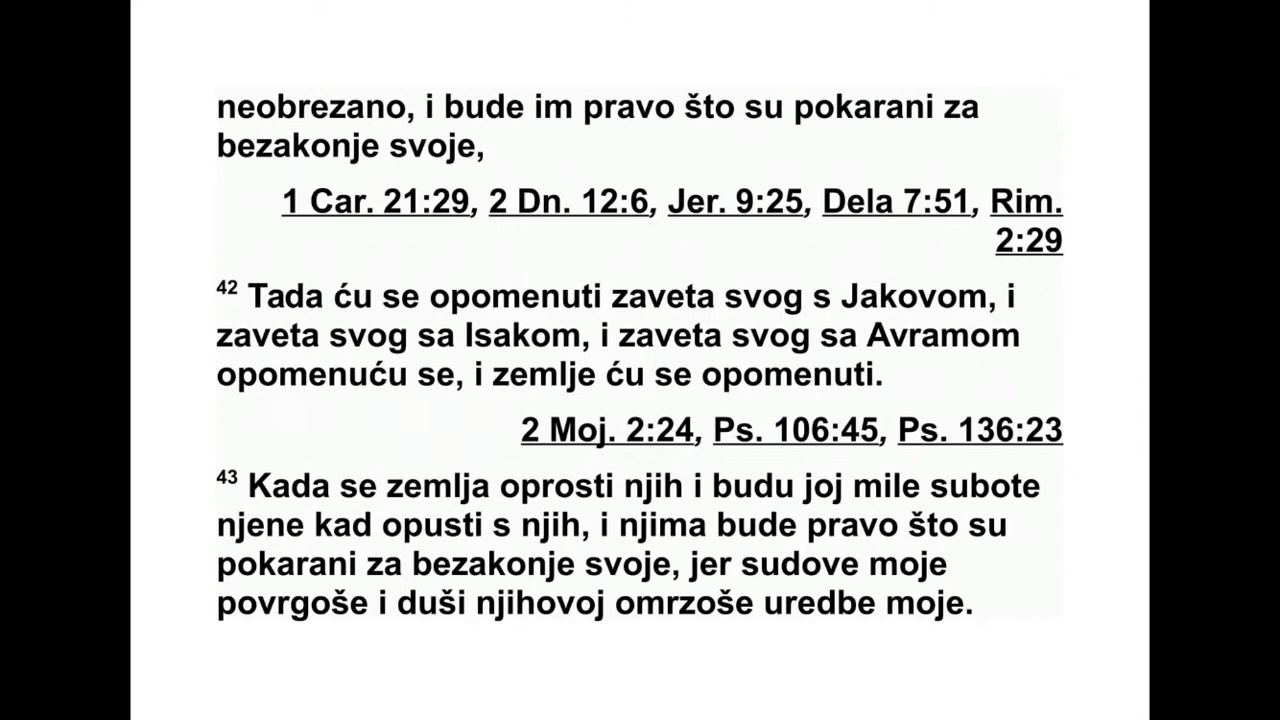 neobrezano, i bude im pravo što su pokarani za
bezakonje svoje,
1 Car. 21:29, 2 Dn. 12:6, Jer. 9:25, Dela 7:51, Rim.
2:29
42 Tada ću se opomenuti zaveta svog s Jakovom, i
zaveta svog sa Isakom, i zaveta svog sa Avramom
opomenuću se, i zemlje ću se opomenuti.
2 Moj. 2:24, Ps. 106:45, Ps. 136:23
43 Kada se zemlja oprosti njih i budu joj mile subote
njene kad opusti s njih, i njima bude pravo što su
pokarani za bezakonje svoje, jer sudove moje
povrgoše i duši njihovoj omrzoše uredbe moje.